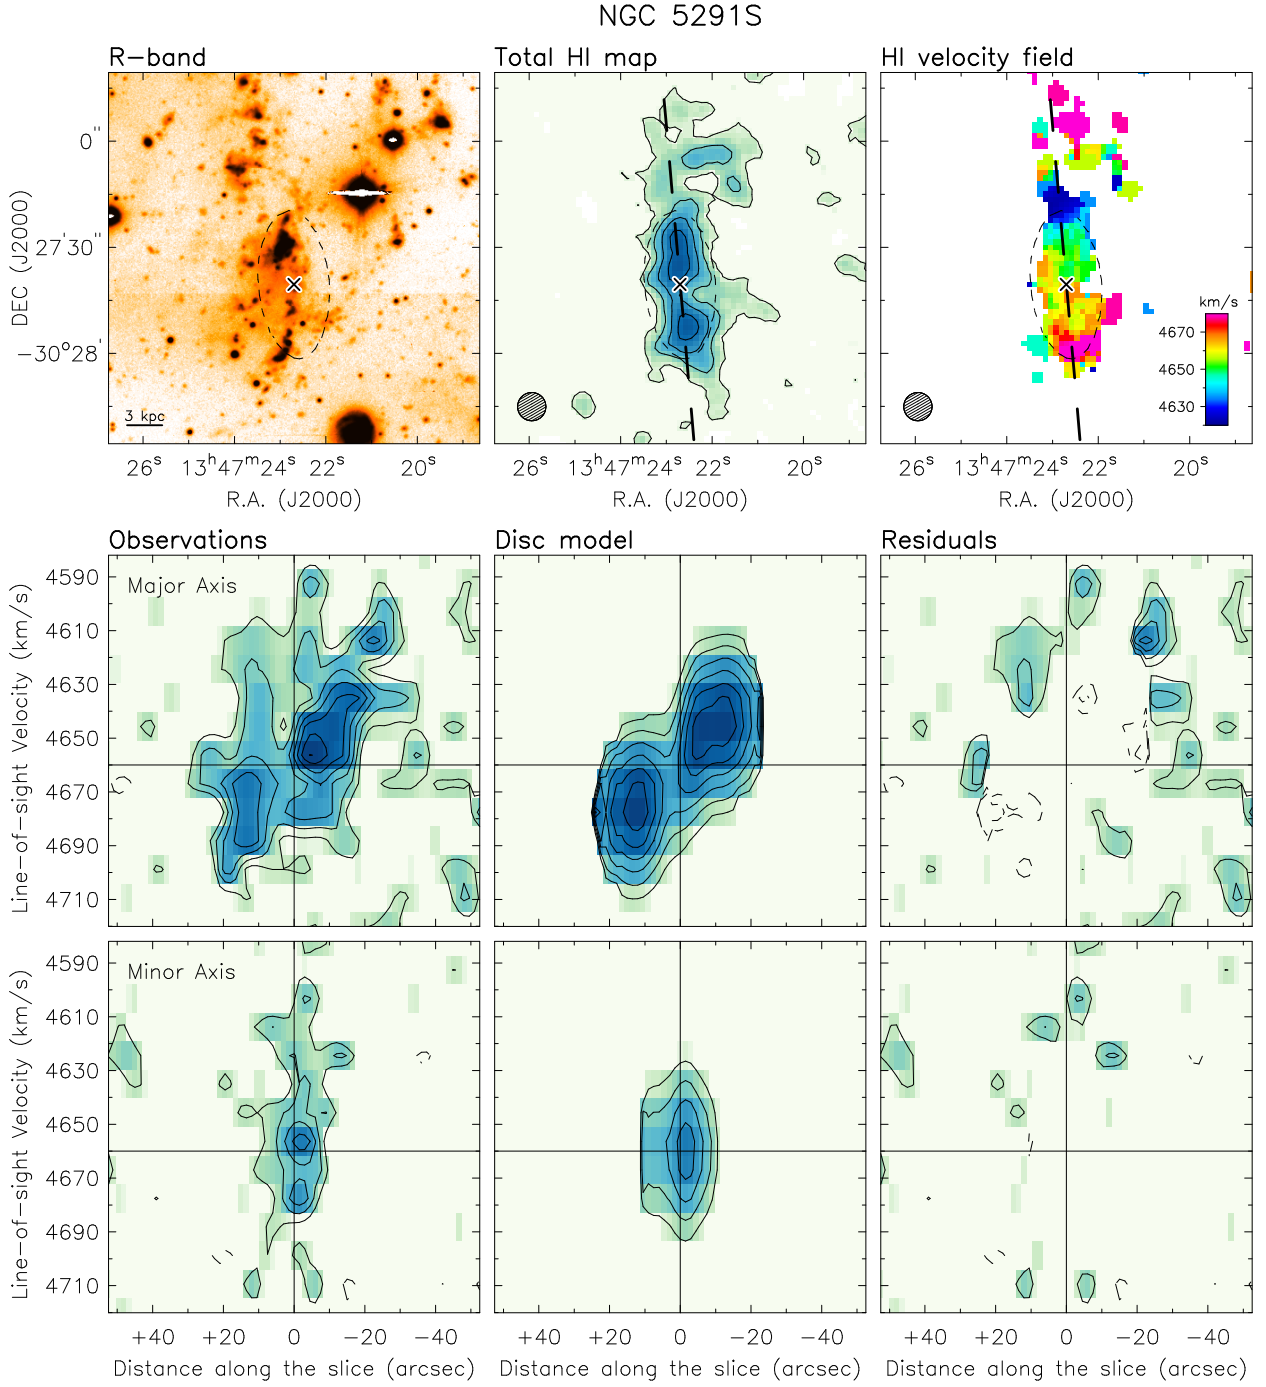 NGC 5291S
R-band
Total HI map
HI velocity field
DEC (J2000)
0"
27'30"
−30°28'
3 kpc
km/s
4670
4650
4630
26ˢ 13ʰ47ᵐ24ˢ 22ˢ 20ˢ
26ˢ 13ʰ47ᵐ24ˢ 22ˢ 20ˢ
26ˢ 13ʰ47ᵐ24ˢ 22ˢ 20ˢ
R.A. (J2000)
R.A. (J2000)
R.A. (J2000)
Observations
Disc model
Residuals
Line-of-sight Velocity (km/s)
Major Axis
4590
4610
4630
4650
4670
4690
4710
Line-of-sight Velocity (km/s)
Minor Axis
4590
4610
4630
4650
4670
4690
4710
+40 +20 0 −20 −40
+40 +20 0 −20 −40
+40 +20 0 −20 −40
Distance along the slice (arcsec)
Distance along the slice (arcsec)
Distance along the slice (arcsec)